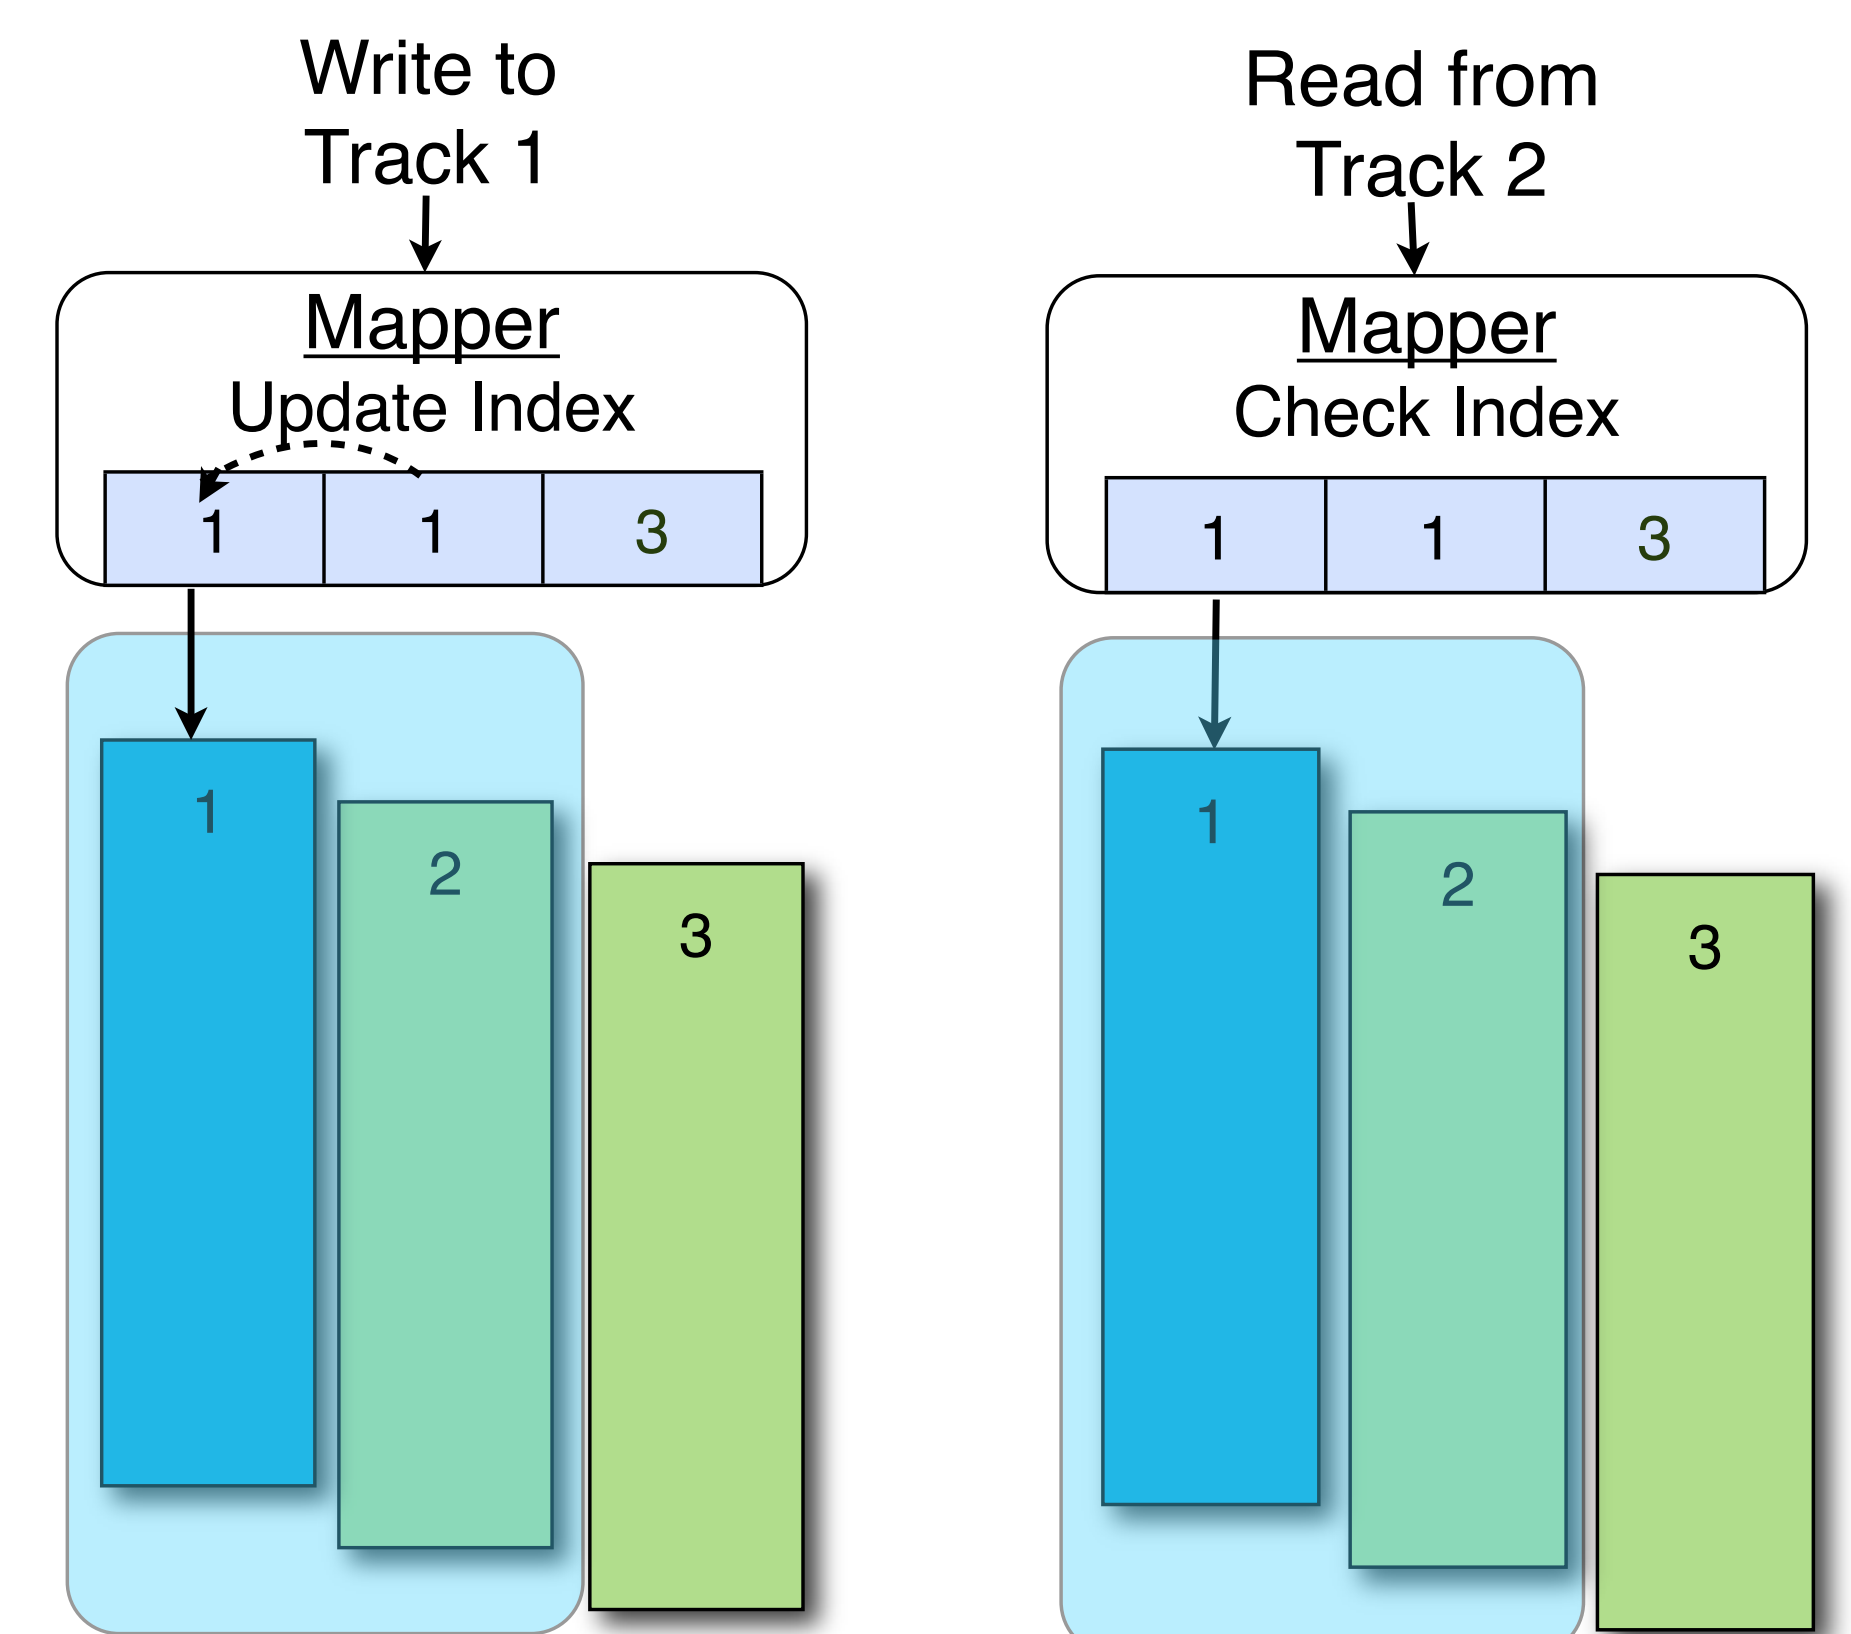 Write to
Track 1
Mapper
Update Index
1 1 3
1
2
3
Read from
Track 2
Mapper
Check Index
1 1 3
1
2
3